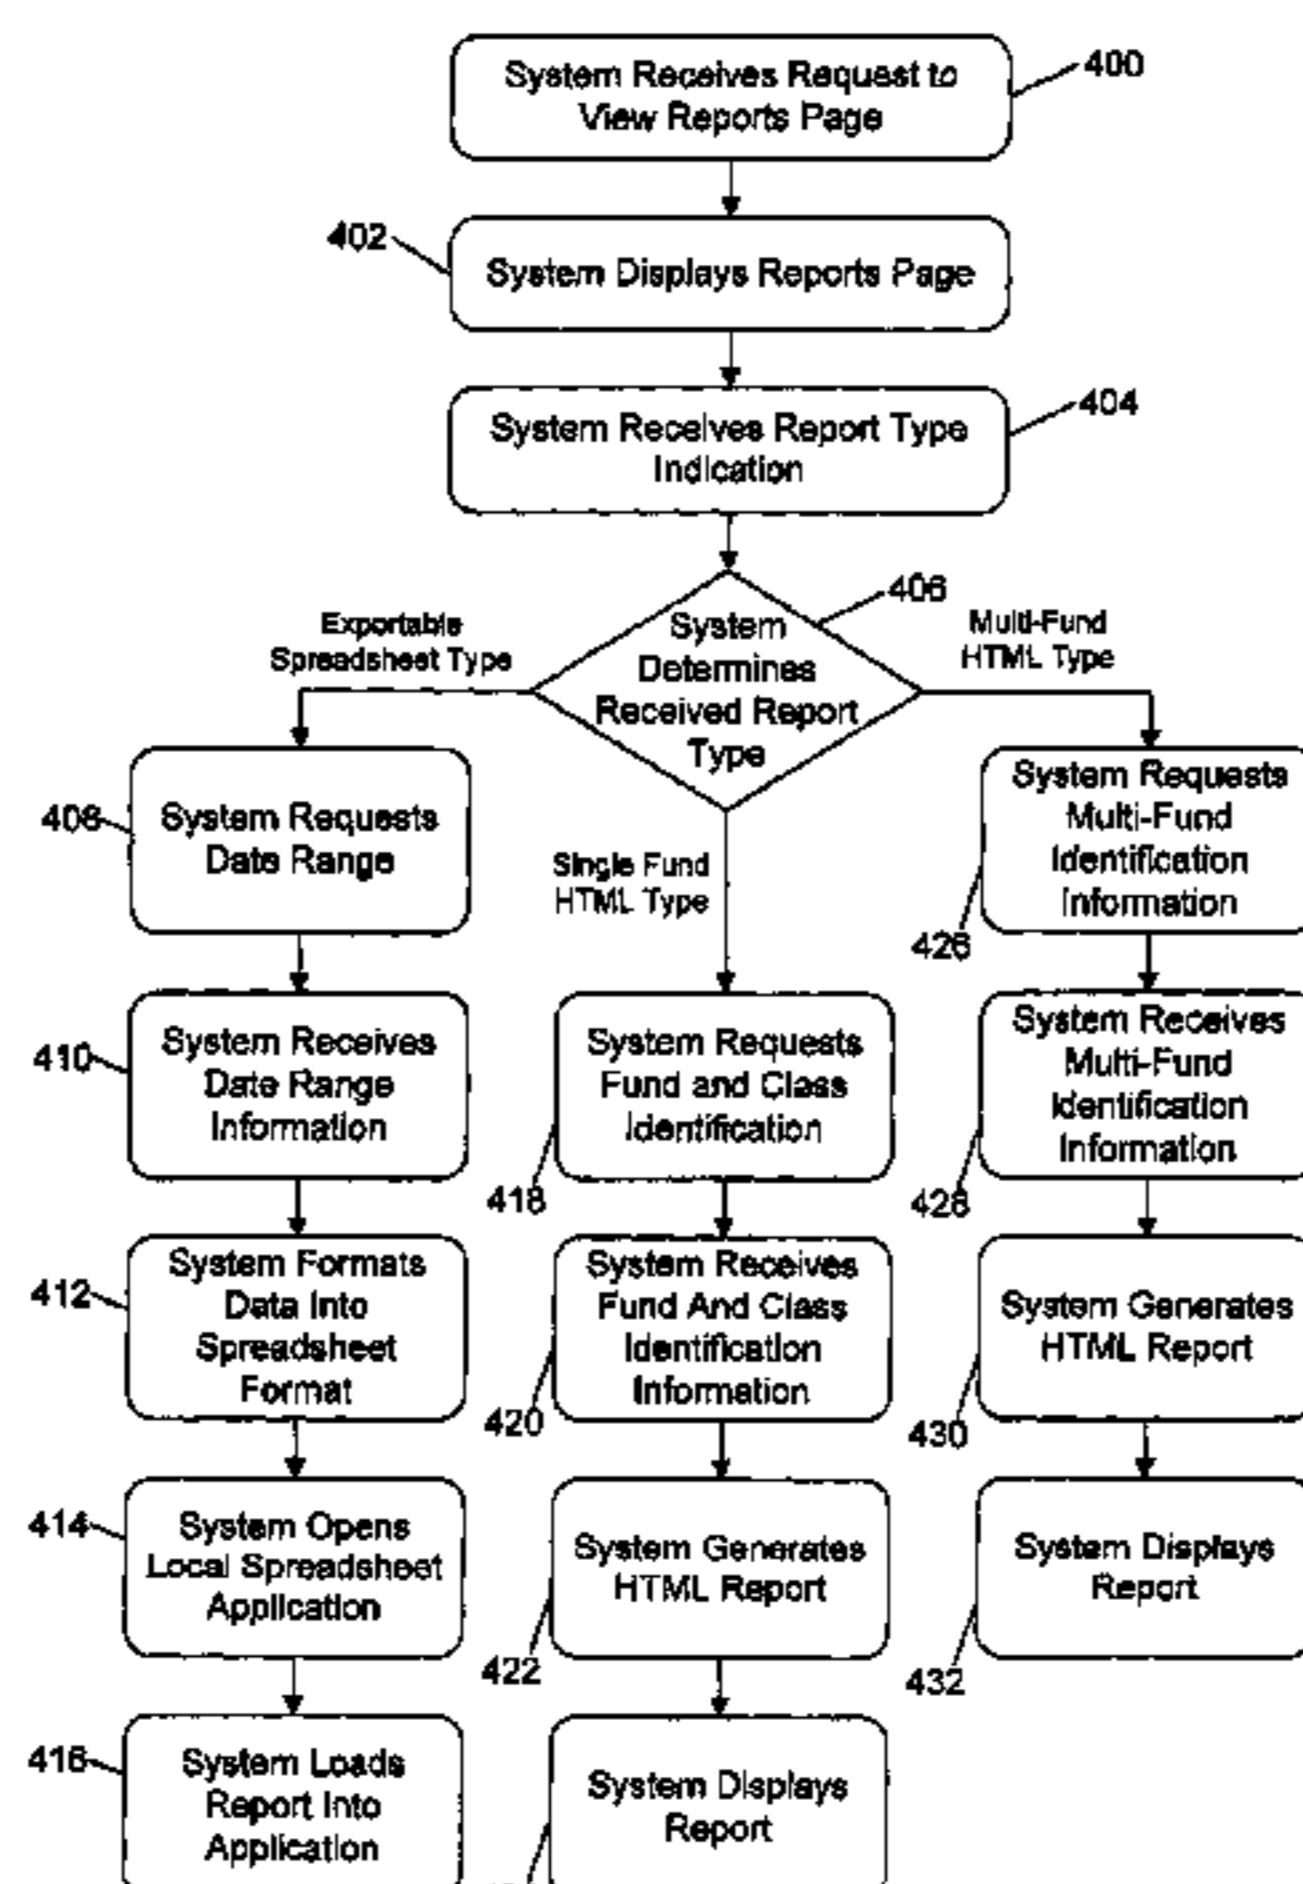 System Receives Request to
View Reports Page
400
402
System Displays Reports Page
System Receives Report Type
Indication
404
406
System
Determines
Received Report
Type
Exportable
Spreadsheet Type
Multi-Fund
HTML Type
Single Fund
HTML Type
408
System Requests
Date Range
410
System Receives
Date Range
Information
412
System Formats
Data Into
Spreadsheet
Format
414
System Opens
Local Spreadsheet
Application
416
System Loads
Report Into
Application
System Requests
Fund and Class
Identification
418
System Receives
Fund And Class
Identification
Information
420
System Generates
HTML Report
422
System Displays
Report
System Requests
Multi-Fund
Identification
Information
426
System Receives
Multi-Fund
Identification
Information
428
System Generates
HTML Report
430
System Displays
Report
432